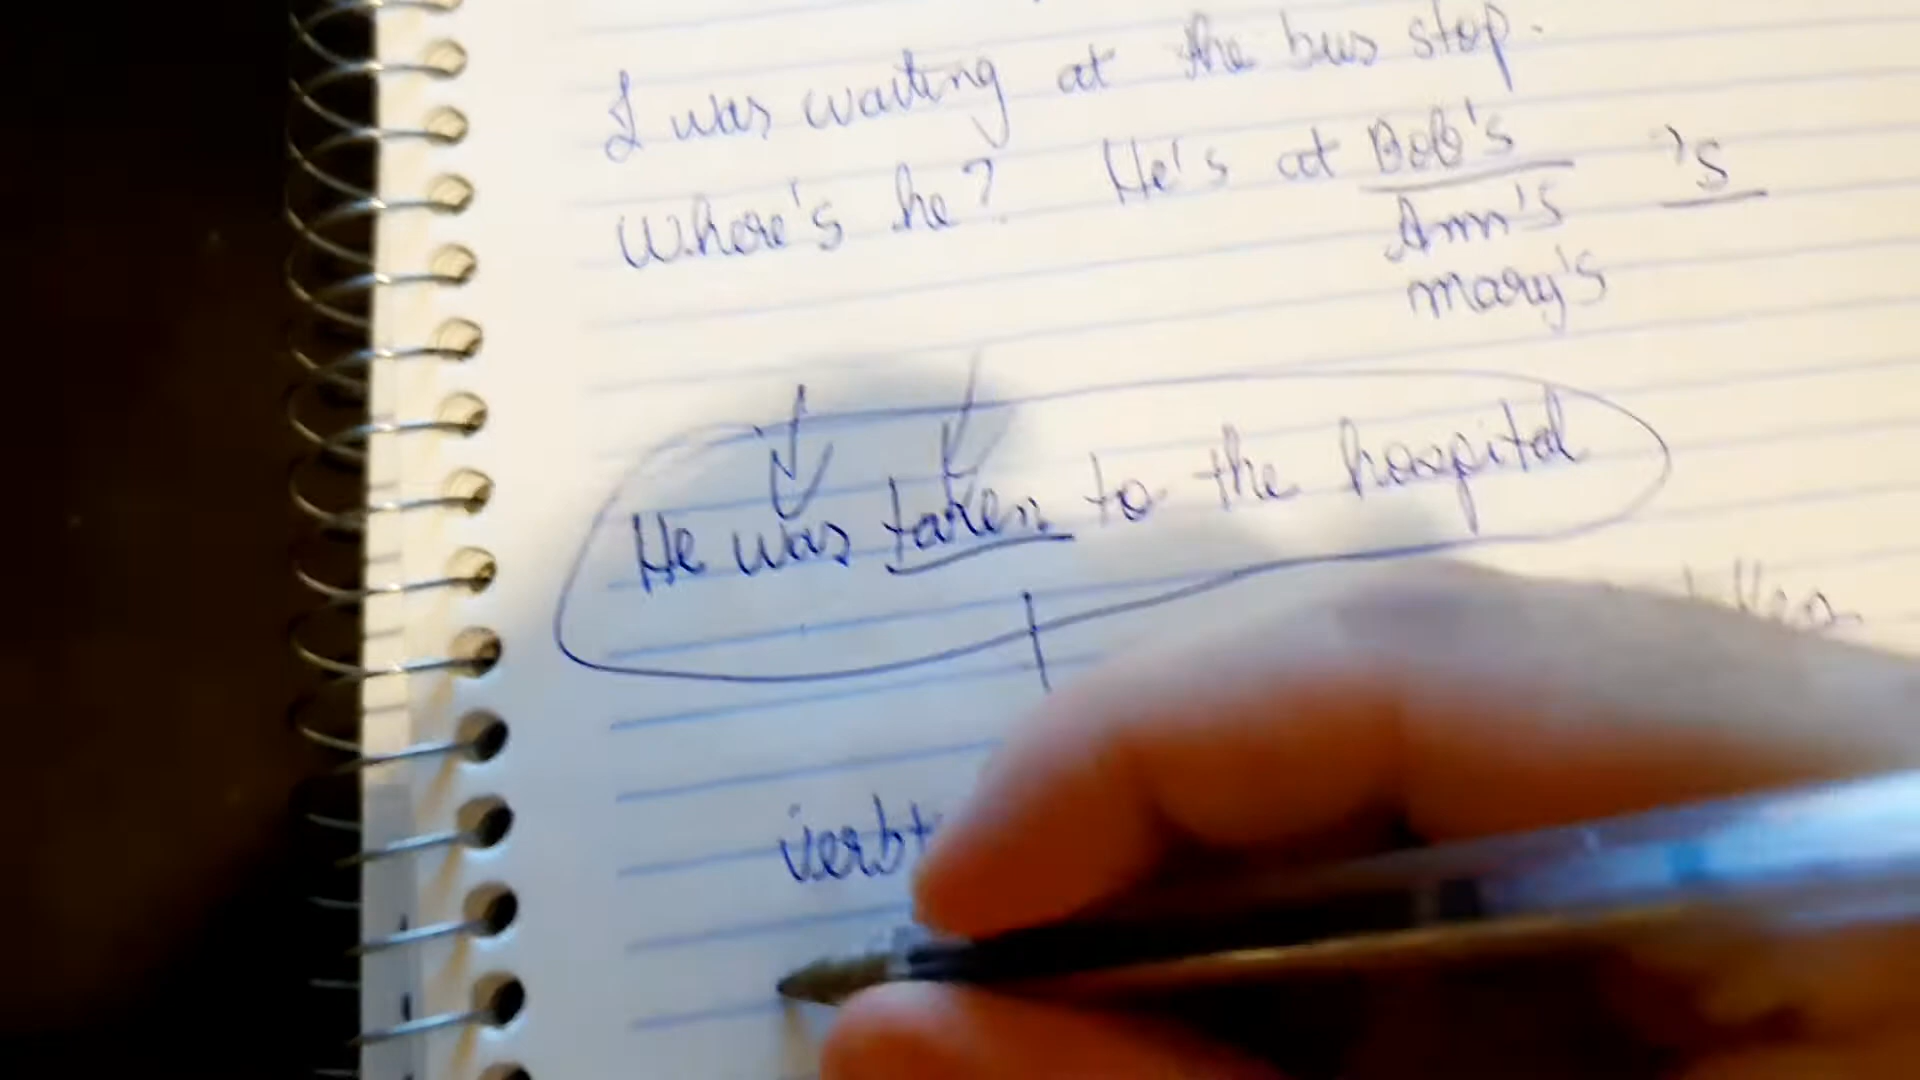 I was waiting at the bus stop.
Where's he? He's at Bob's 's
Ann's
Mary's
He was taken to the hospital